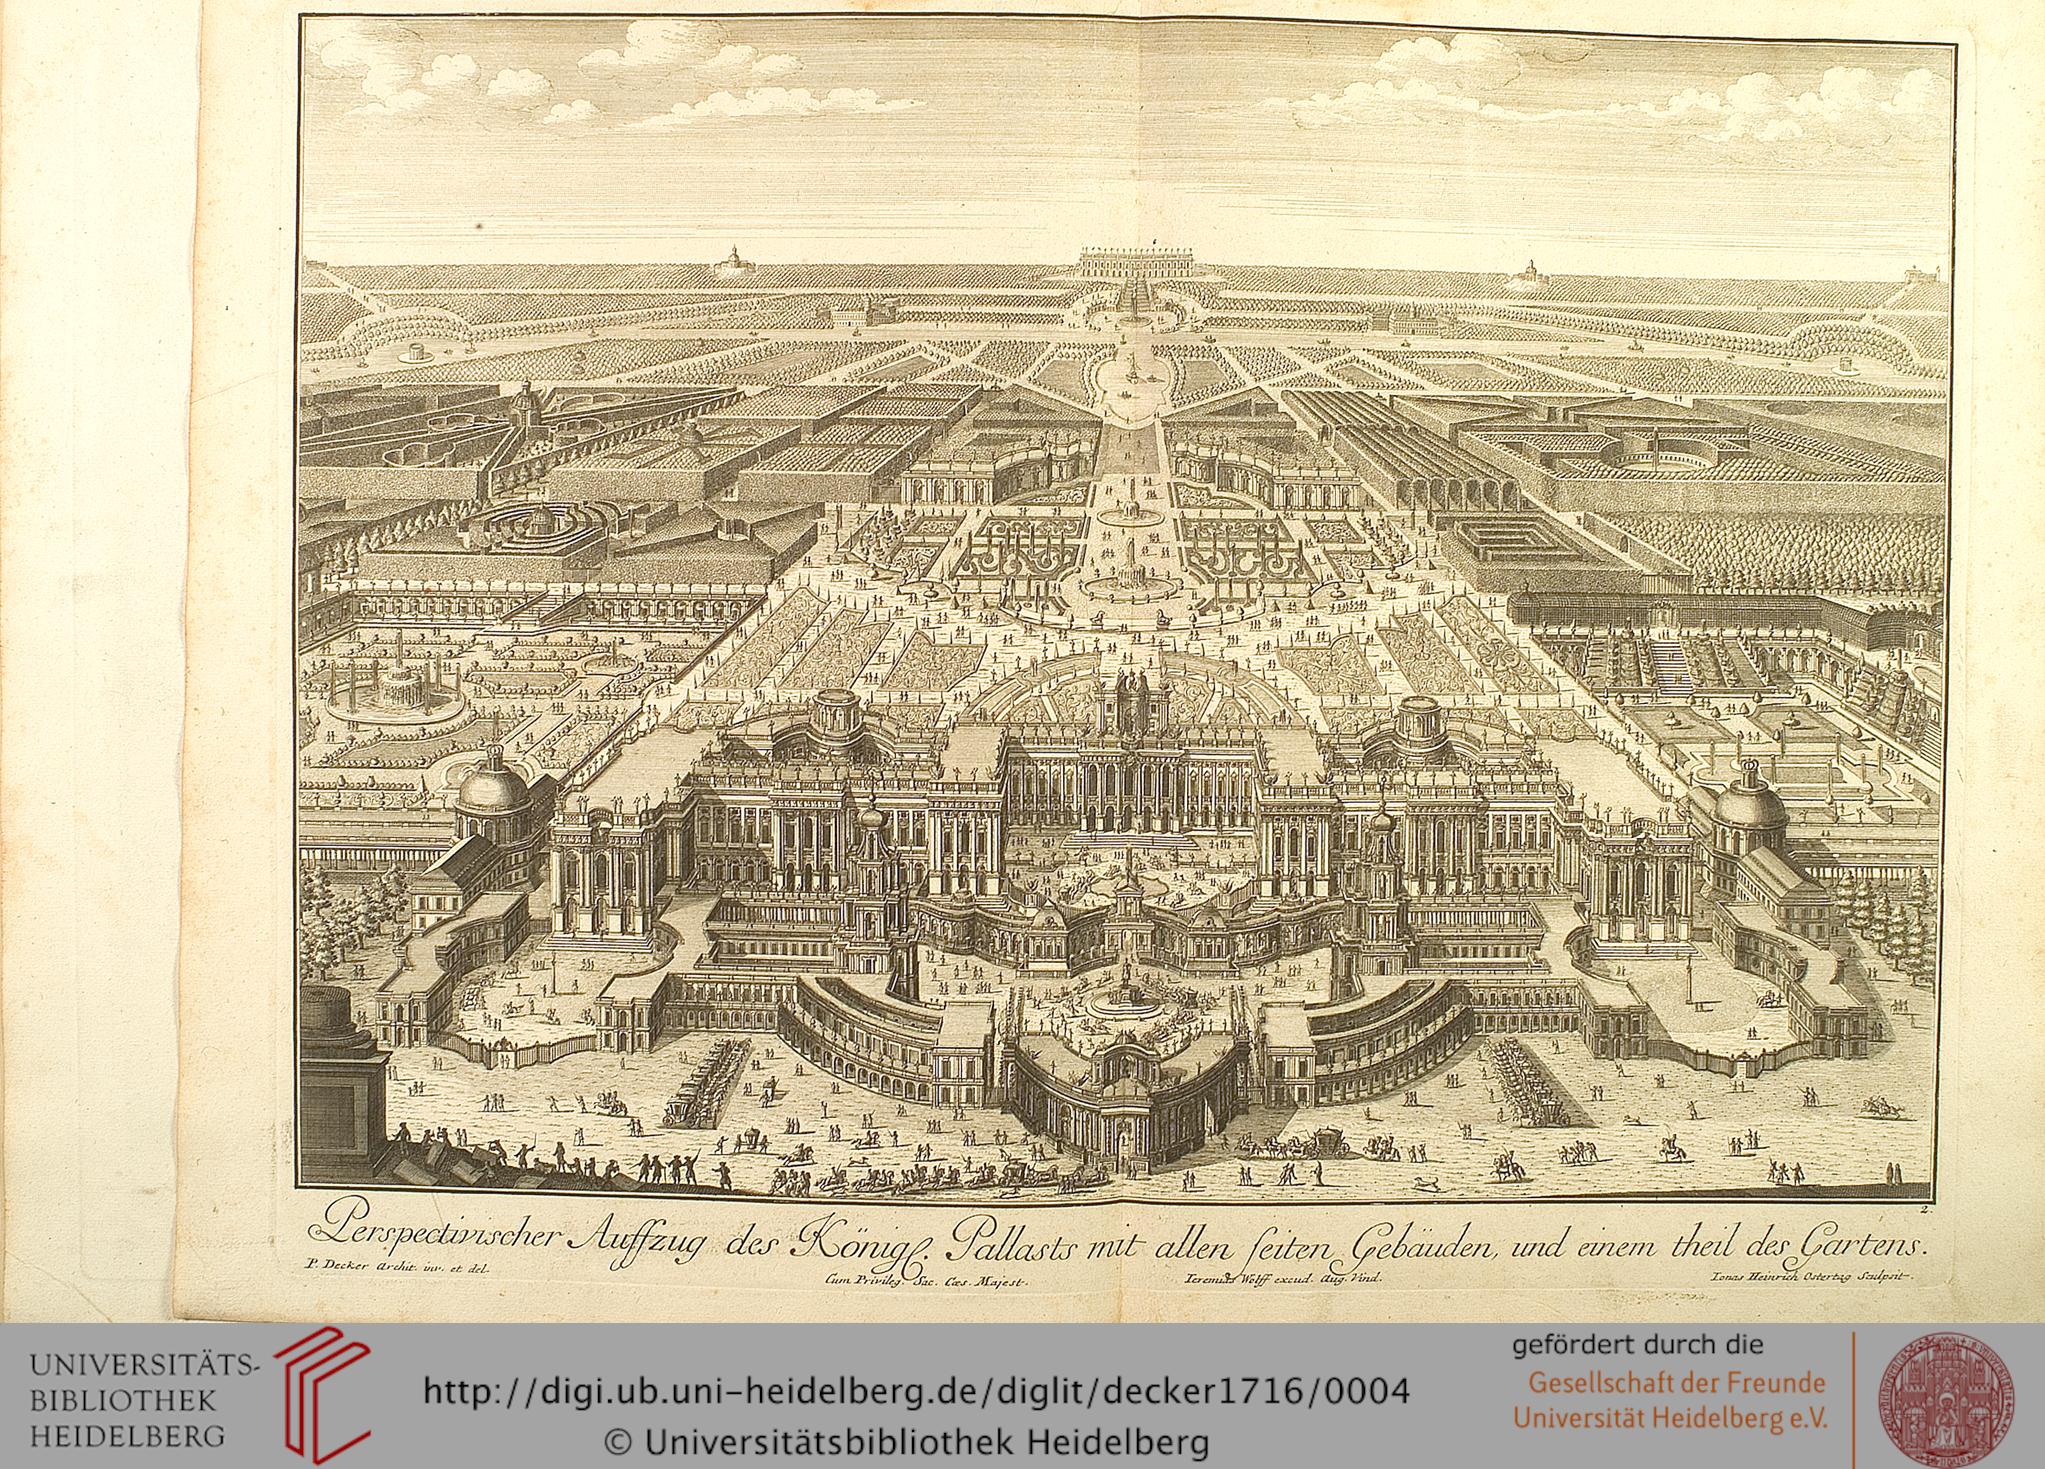 2.
Perspectivischer Auffzug des Königl. Pallasts mit allen seiten Gebäuden, und einem theil des Gartens.
P. Decker Archit. inv. et del.
Cum Privileg. Sac. Cæs. Majest.
Ieremias Wolff excud. Aug. Vind.
Ionas Heinrich Ostertag Sculpsit.
UNIVERSITÄTS-
BIBLIOTHEK
HEIDELBERG
http://digi.ub.uni-heidelberg.de/diglit/decker1716/0004
© Universitätsbibliothek Heidelberg
gefördert durch die
Gesellschaft der Freunde
Universität Heidelberg e.V.